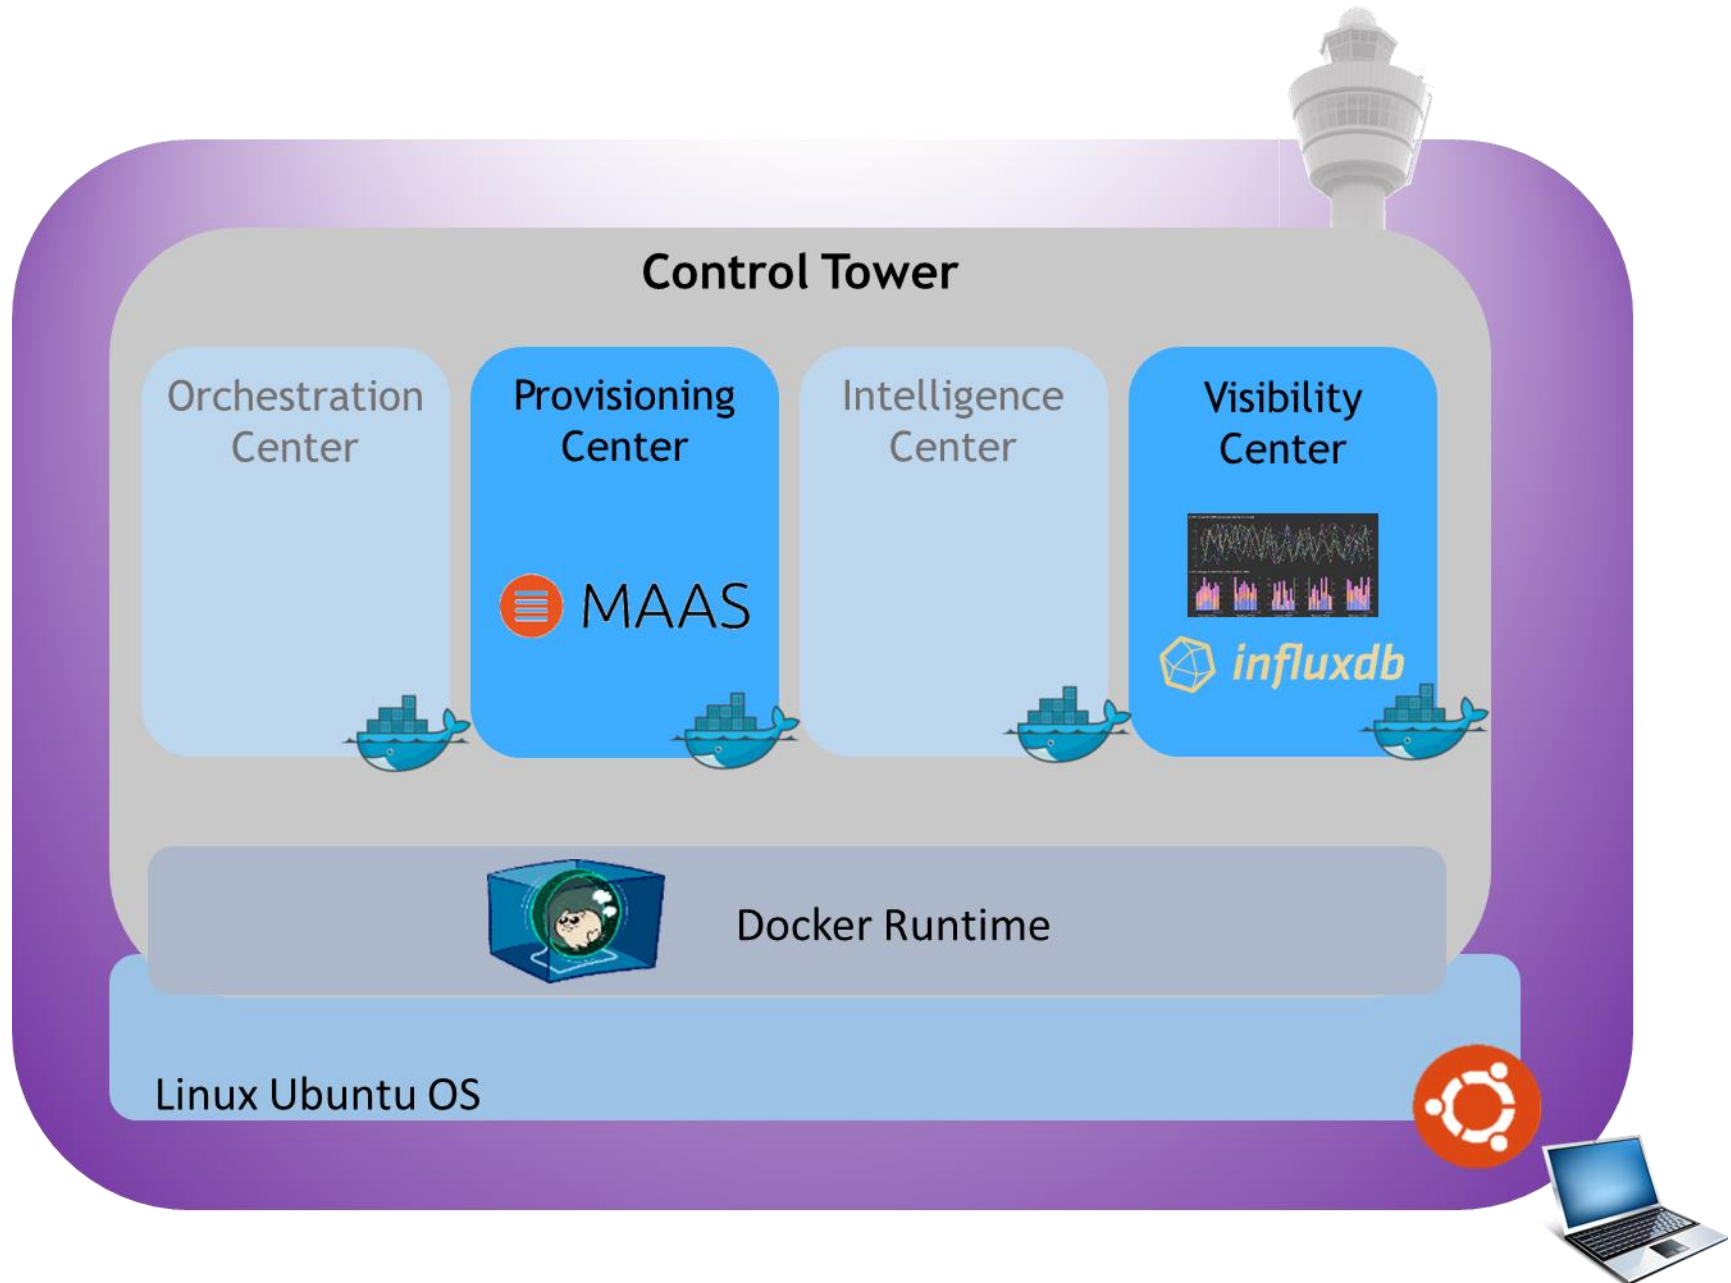 Control Tower
Orchestration
Center
Provisioning
Center
Intelligence
Center
Visibility
Center
MAAS
influxdb
Docker Runtime
Linux Ubuntu OS